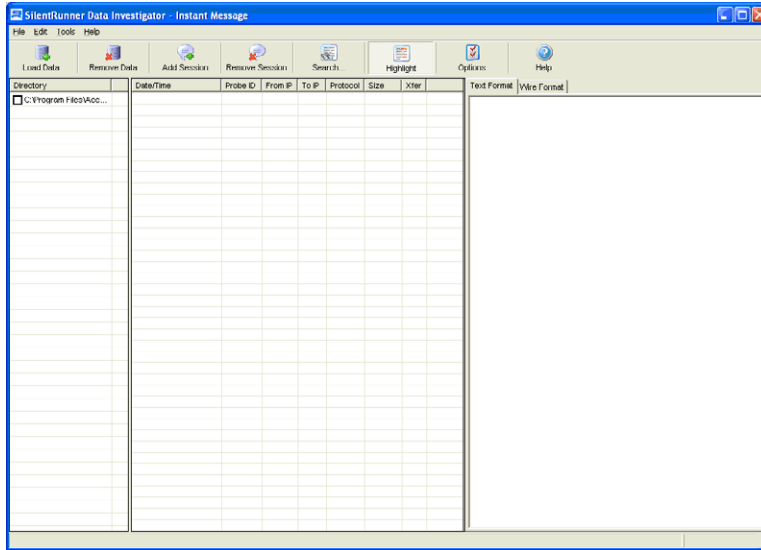 SilentRunner Data Investigator - Instant Message
File Edit Tools Help
Load Data Remove Data Add Session Remove Session Search... Highlight Options Help
Directory Date/Time Probe ID From IP To IP Protocol Size Xfer Text Format Wire Format
C:\Program Files\Acc...